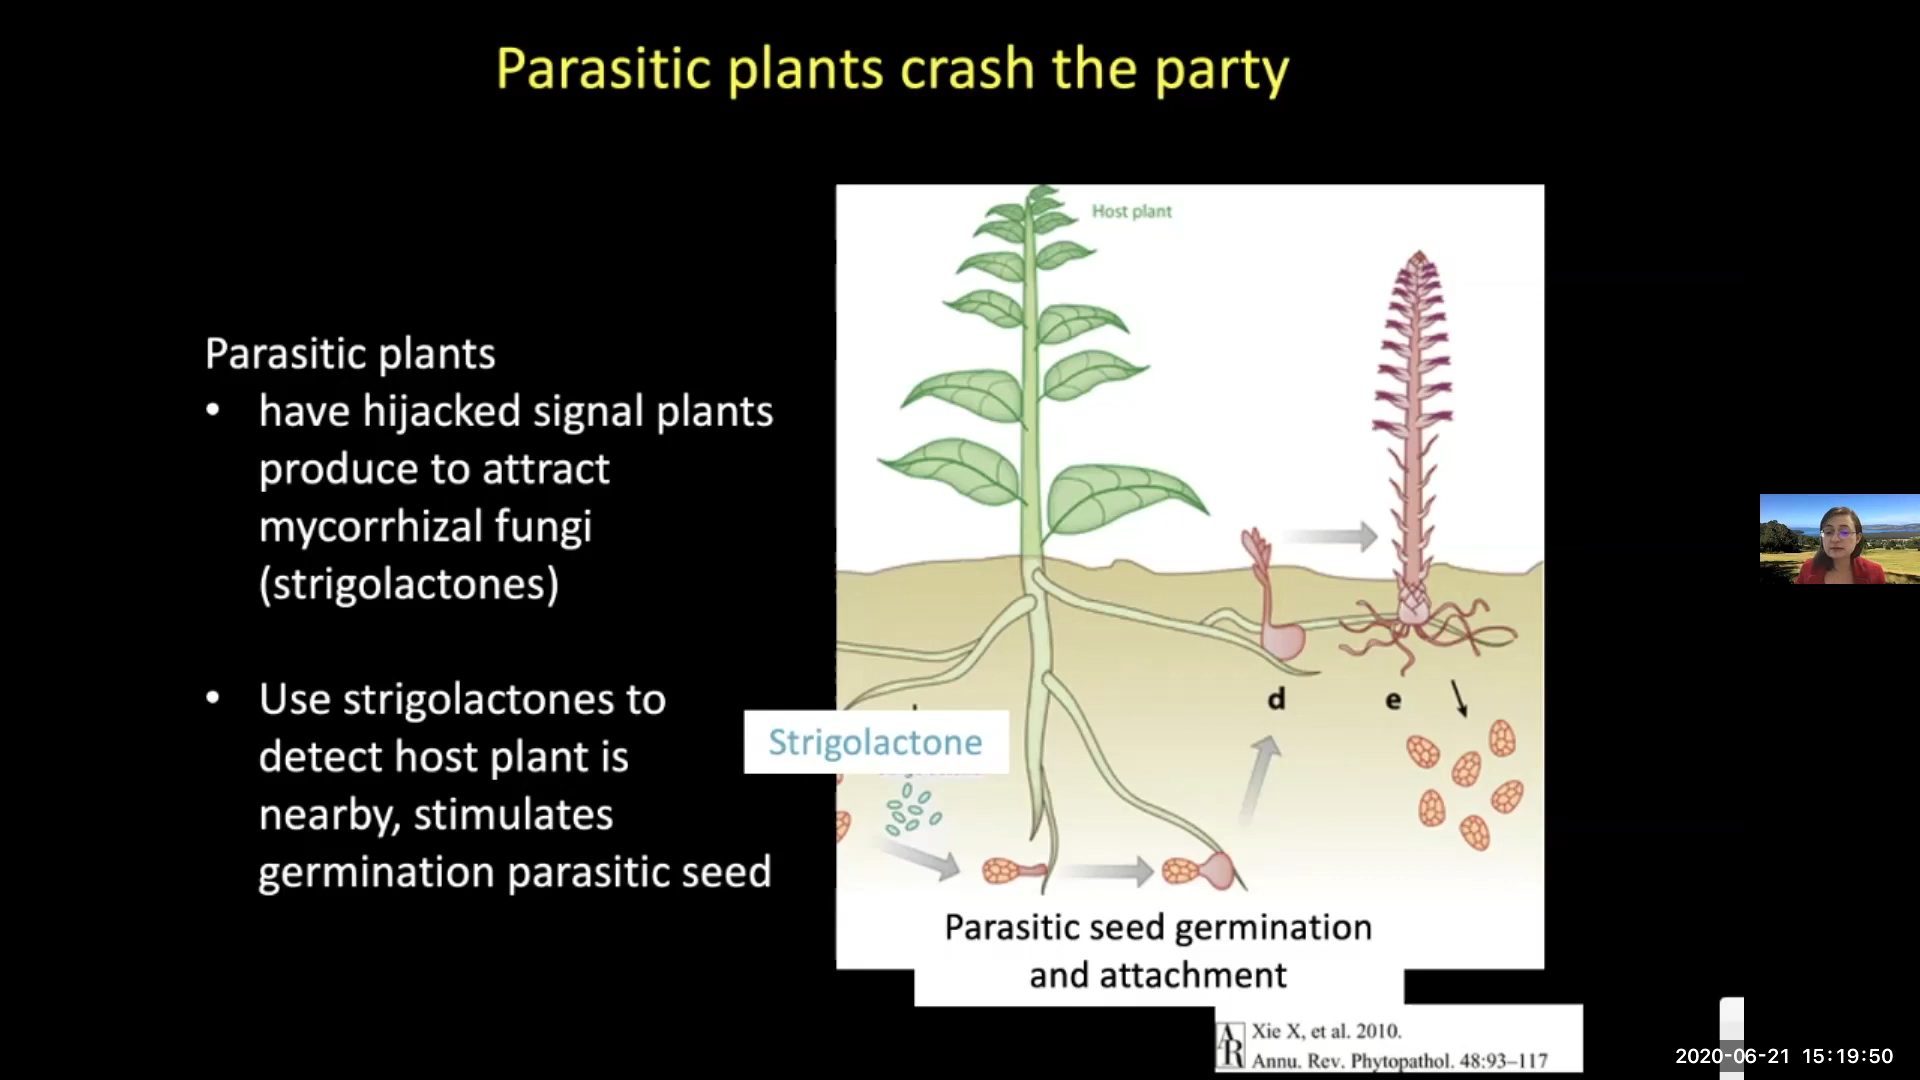 Parasitic plants crash the party
Host plant
Parasitic plants
• have hijacked signal plants
produce to attract
mycorrhizal fungi
(strigolactones)
• Use strigolactones to
detect host plant is
nearby, stimulates
germination parasitic seed
Strigolactone
d
e
Parasitic seed germination
and attachment
AR
Xie X, et al. 2010.
Annu. Rev. Phytopathol. 48:93–117
2020-06-21 15:19:50